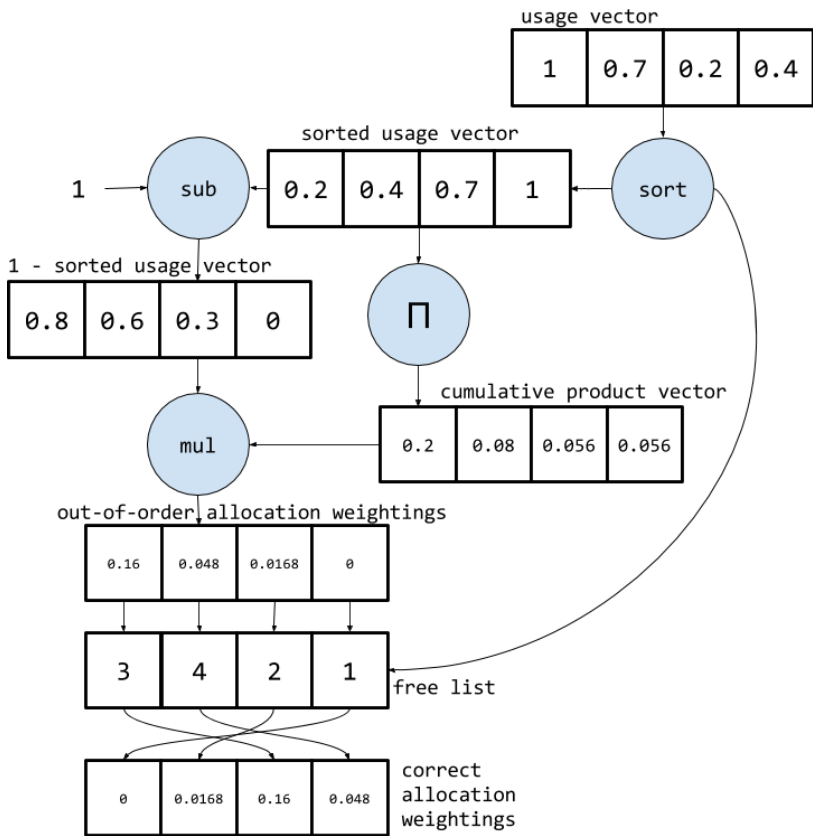 usage vector
1 0.7 0.2 0.4
sorted usage vector
1 sub 0.2 0.4 0.7 1 sort
1 - sorted usage vector
0.8 0.6 0.3 0
Π
cumulative product vector
mul 0.2 0.08 0.056 0.056
out-of-order allocation weightings
0.16 0.048 0.0168 0
3 4 2 1
free list
0 0.0168 0.16 0.048
correct
allocation
weightings